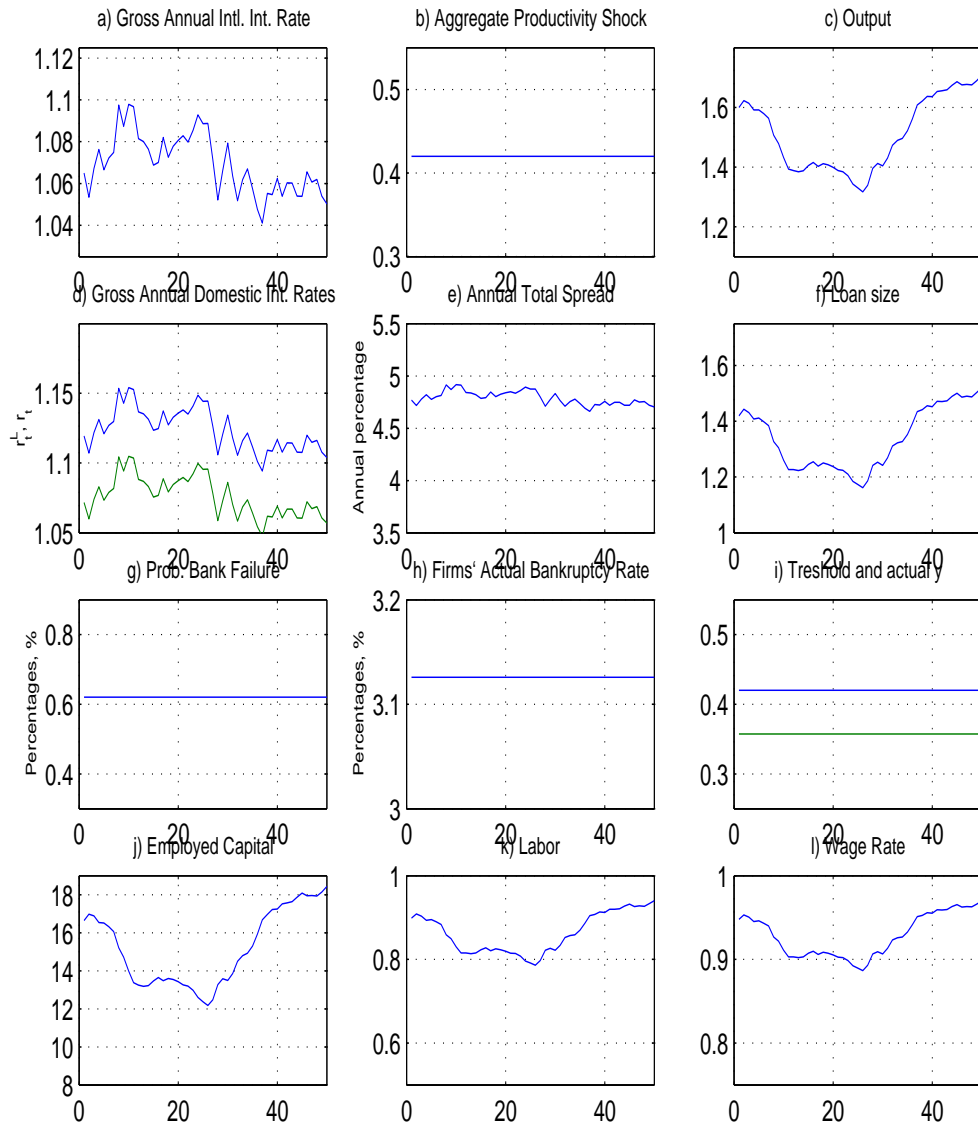 a) Gross Annual Intl. Int. Rate
b) Aggregate Productivity Shock
c) Output
1.12
1.1
1.08
1.06
1.04
0 20 40
0.5
0.4
0.3
0 20 40
1.6
1.4
1.2
0 20 40
d) Gross Annual Domestic Int. Rates
e) Annual Total Spread
f) Loan size
r_t^L, r_t
1.15
1.1
1.05
Annual percentage
5.5
5
4.5
4
3.5
1.6
1.4
1.2
1
g) Prob. Bank Failure
h) Firms‘ Actual Bankruptcy Rate
i) Treshold and actual γ
Percentages, %
0.8
0.6
0.4
0 20 40
Percentages, %
3.2
3.1
3
0 20 40
0.5
0.4
0.3
0 20 40
j) Employed Capital
k) Labor
l) Wage Rate
18
16
14
12
10
8
0 20 40
1
0.8
0.6
0 20 40
1
0.9
0.8
0 20 40